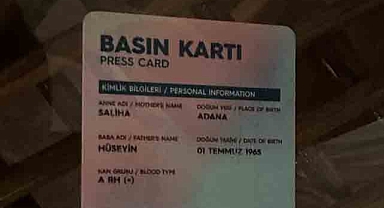 BASIN KARTI
PRESS CARD
KİMLİK BİLGİLERİ / PERSONAL INFORMATION
ANNE ADI / MOTHER'S NAME
SALİHA
DOĞUM YERİ / PLACE OF BIRTH
ADANA
BABA ADI / FATHER'S NAME
HÜSEYİN
DOĞUM TARİHİ / DATE OF BIRTH
01 TEMMUZ 1965
KAN GRUBU / BLOOD TYPE
A RH (+)